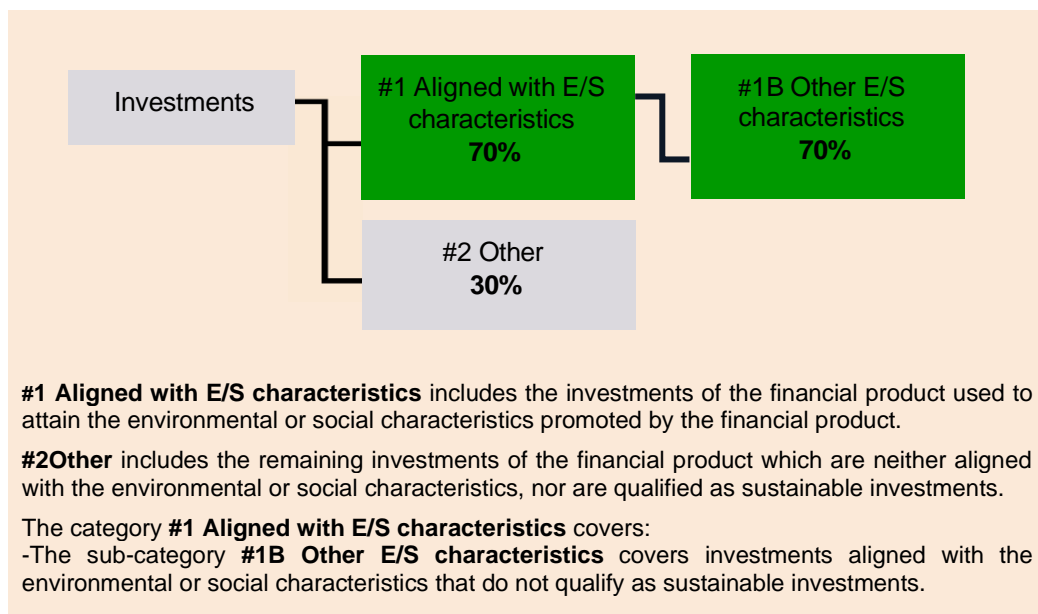 Investments
#1 Aligned with E/S
characteristics
70%
#1B Other E/S
characteristics
70%
#2 Other
30%
#1 Aligned with E/S characteristics includes the investments of the financial product used to
attain the environmental or social characteristics promoted by the financial product.
#2Other includes the remaining investments of the financial product which are neither aligned
with the environmental or social characteristics, nor are qualified as sustainable investments.
The category #1 Aligned with E/S characteristics covers:
-The sub-category #1B Other E/S characteristics covers investments aligned with the
environmental or social characteristics that do not qualify as sustainable investments.